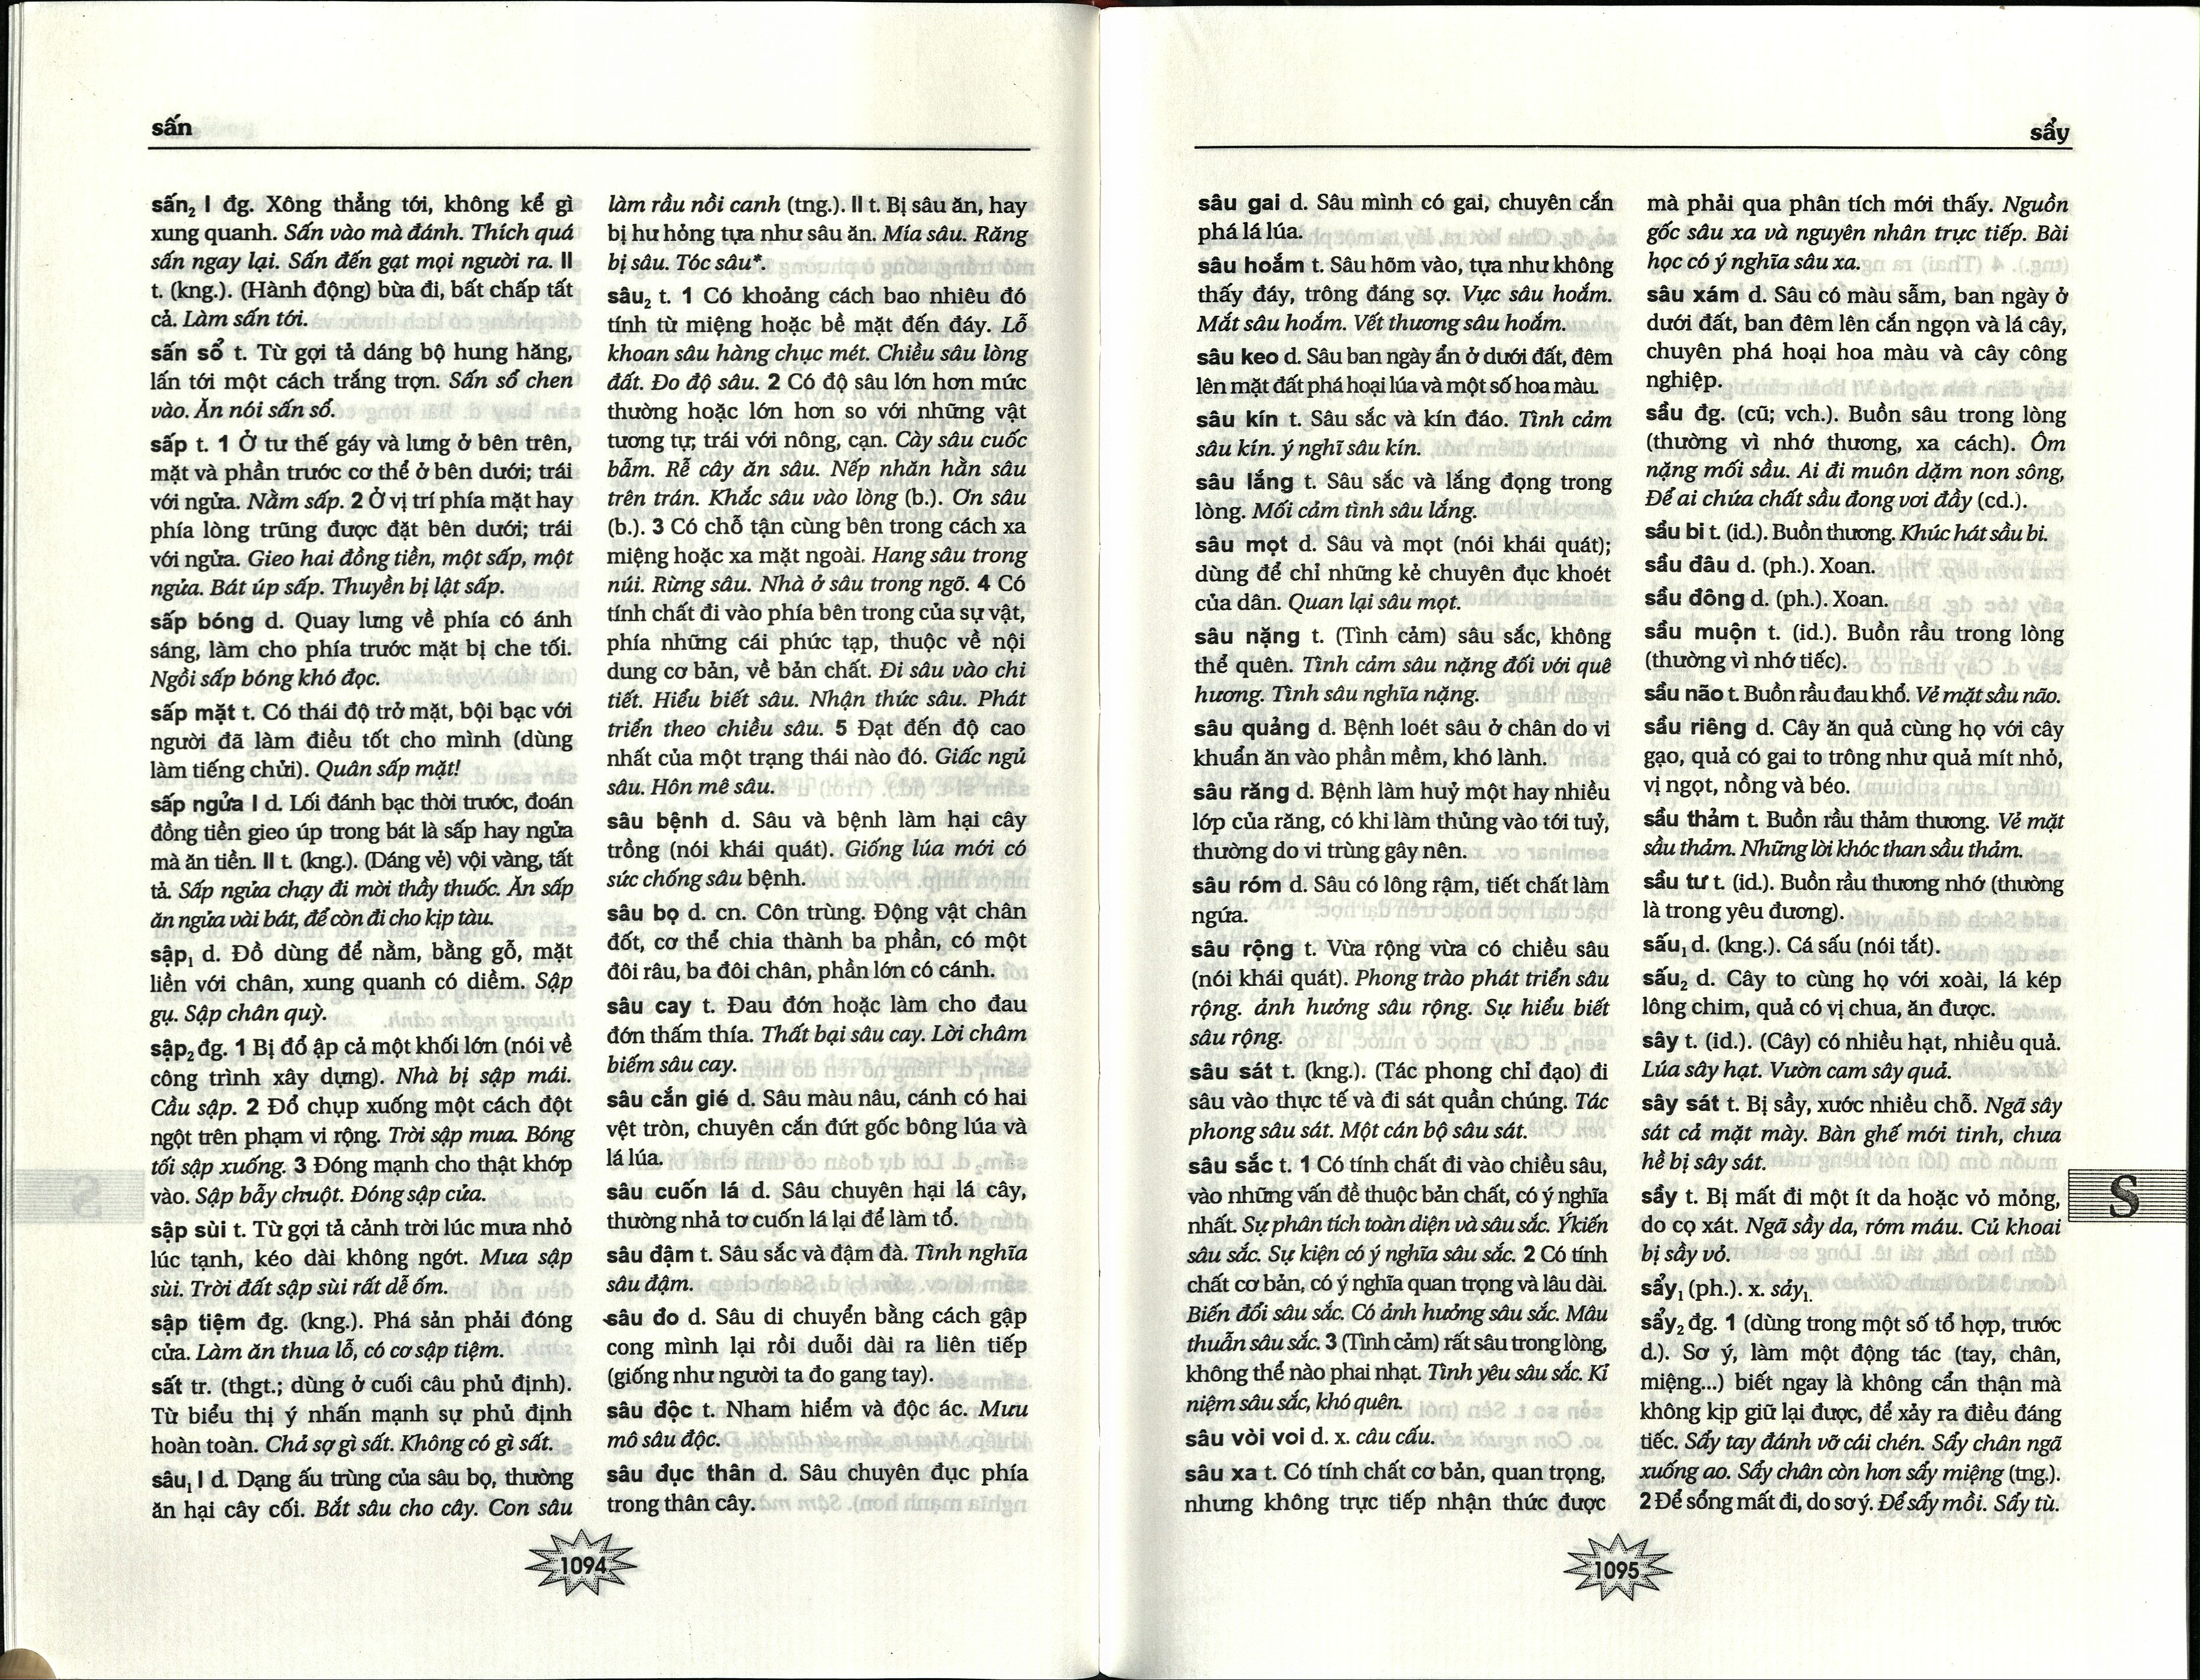 sấn
sấn₂ I đg. Xông thẳng tới, không kể gì
xung quanh. Sấn vào mà đánh. Thích quá
sấn ngay lại. Sấn đến gạt mọi người ra. II
t. (kng.). (Hành động) bừa đi, bất chấp tất
cả. Làm sấn tới.
sấn sổ t. Từ gợi tả dáng bộ hung hăng,
lấn tới một cách trắng trợn. Sấn sổ chen
vào. Ăn nói sấn sổ.
sấp t. 1 Ở tư thế gáy và lưng ở bên trên,
mặt và phần trước cơ thể ở bên dưới; trái
với ngửa. Nằm sấp. 2 Ở vị trí phía mặt hay
phía lòng trũng được đặt bên dưới; trái
với ngửa. Gieo hai đồng tiền, một sấp, một
ngửa. Bát úp sấp. Thuyền bị lật sấp.
sấp bóng d. Quay lưng về phía có ánh
sáng, làm cho phía trước mặt bị che tối.
Ngồi sấp bóng khó đọc.
sấp mặt t. Có thái độ trở mặt, bội bạc với
người đã làm điều tốt cho mình (dùng
làm tiếng chửi). Quân sấp mặt!
sấp ngửa I d. Lối đánh bạc thời trước, đoán
đồng tiền gieo úp trong bát là sấp hay ngửa
mà ăn tiền. II t. (kng.). (Dáng vẻ) vội vàng, tất
tả. Sấp ngửa chạy đi mời thầy thuốc. Ăn sấp
ăn ngửa vài bát, để còn đi cho kịp tàu.
sập₁ d. Đồ dùng để nằm, bằng gỗ, mặt
liền với chân, xung quanh có diềm. Sập
gụ. Sập chân quỳ.
sập₂ đg. 1 Bị đổ ập cả một khối lớn (nói về
công trình xây dựng). Nhà bị sập mái.
Cầu sập. 2 Đổ chụp xuống một cách đột
ngột trên phạm vi rộng. Trời sập mưa. Bóng
tối sập xuống. 3 Đóng mạnh cho thật khớp
vào. Sập bẫy chuột. Đóng sập cửa.
sập sùi t. Từ gợi tả cảnh trời lúc mưa nhỏ
lúc tạnh, kéo dài không ngớt. Mưa sập
sùi. Trời đất sập sùi rất dễ ốm.
sập tiệm đg. (kng.). Phá sản phải đóng
cửa. Làm ăn thua lỗ, có cơ sập tiệm.
sất tr. (thgt.; dùng ở cuối câu phủ định).
Từ biểu thị ý nhấn mạnh sự phủ định
hoàn toàn. Chả sợ gì sất. Không có gì sất.
sâu₁ I d. Dạng ấu trùng của sâu bọ, thường
ăn hại cây cối. Bắt sâu cho cây. Con sâu
làm rầu nồi canh (tng.). II t. Bị sâu ăn, hay
bị hư hỏng tựa như sâu ăn. Mía sâu. Răng
bị sâu. Tóc sâu*.
sâu₂ t. 1 Có khoảng cách bao nhiêu đó
tính từ miệng hoặc bề mặt đến đáy. Lỗ
khoan sâu hàng chục mét. Chiều sâu lòng
đất. Đo độ sâu. 2 Có độ sâu lớn hơn mức
thường hoặc lớn hơn so với những vật
tương tự; trái với nông, cạn. Cày sâu cuốc
bẫm. Rễ cây ăn sâu. Nếp nhăn hằn sâu
trên trán. Khắc sâu vào lòng (b.). Ơn sâu
(b.). 3 Có chỗ tận cùng bên trong cách xa
miệng hoặc xa mặt ngoài. Hang sâu trong
núi. Rừng sâu. Nhà ở sâu trong ngõ. 4 Có
tính chất đi vào phía bên trong của sự vật,
phía những cái phức tạp, thuộc về nội
dung cơ bản, về bản chất. Đi sâu vào chi
tiết. Hiểu biết sâu. Nhận thức sâu. Phát
triển theo chiều sâu. 5 Đạt đến độ cao
nhất của một trạng thái nào đó. Giấc ngủ
sâu. Hôn mê sâu.
sâu bệnh d. Sâu và bệnh làm hại cây
trồng (nói khái quát). Giống lúa mới có
sức chống sâu bệnh.
sâu bọ d. cn. Côn trùng. Động vật chân
đốt, cơ thể chia thành ba phần, có một
đôi râu, ba đôi chân, phần lớn có cánh.
sâu cay t. Đau đớn hoặc làm cho đau
đớn thấm thía. Thất bại sâu cay. Lời châm
biếm sâu cay.
sâu cắn gié d. Sâu màu nâu, cánh có hai
vệt tròn, chuyên cắn đứt gốc bông lúa và
lá lúa.
sâu cuốn lá d. Sâu chuyên hại lá cây,
thường nhả tơ cuốn lá lại để làm tổ.
sâu đậm t. Sâu sắc và đậm đà. Tình nghĩa
sâu đậm.
sâu đo d. Sâu di chuyển bằng cách gập
cong mình lại rồi duỗi dài ra liên tiếp
(giống như người ta đo gang tay).
sâu độc t. Nham hiểm và độc ác. Mưu
mô sâu độc.
sâu đục thân d. Sâu chuyên đục phía
trong thân cây.
1094
sẩy
sâu gai d. Sâu mình có gai, chuyên cắn
phá lá lúa.
sâu hoắm t. Sâu hõm vào, tựa như không
thấy đáy, trông đáng sợ. Vực sâu hoắm.
Mắt sâu hoắm. Vết thương sâu hoắm.
sâu keo d. Sâu ban ngày ẩn ở dưới đất, đêm
lên mặt đất phá hoại lúa và một số hoa màu.
sâu kín t. Sâu sắc và kín đáo. Tình cảm
sâu kín. ý nghĩ sâu kín.
sâu lắng t. Sâu sắc và lắng đọng trong
lòng. Mối cảm tình sâu lắng.
sâu mọt d. Sâu và mọt (nói khái quát);
dùng để chỉ những kẻ chuyên đục khoét
của dân. Quan lại sâu mọt.
sâu nặng t. (Tình cảm) sâu sắc, không
thể quên. Tình cảm sâu nặng đối với quê
hương. Tình sâu nghĩa nặng.
sâu quảng d. Bệnh loét sâu ở chân do vi
khuẩn ăn vào phần mềm, khó lành.
sâu răng d. Bệnh làm huỷ một hay nhiều
lớp của răng, có khi làm thủng vào tới tuỷ,
thường do vi trùng gây nên.
sâu róm d. Sâu có lông rậm, tiết chất làm
ngứa.
sâu rộng t. Vừa rộng vừa có chiều sâu
(nói khái quát). Phong trào phát triển sâu
rộng. ảnh hưởng sâu rộng. Sự hiểu biết
sâu rộng.
sâu sát t. (kng.). (Tác phong chỉ đạo) đi
sâu vào thực tế và đi sát quần chúng. Tác
phong sâu sát. Một cán bộ sâu sát.
sâu sắc t. 1 Có tính chất đi vào chiều sâu,
vào những vấn đề thuộc bản chất, có ý nghĩa
nhất. Sự phân tích toàn diện và sâu sắc. Ý kiến
sâu sắc. Sự kiện có ý nghĩa sâu sắc. 2 Có tính
chất cơ bản, có ý nghĩa quan trọng và lâu dài.
Biến đổi sâu sắc. Có ảnh hưởng sâu sắc. Mâu
thuẫn sâu sắc. 3 (Tình cảm) rất sâu trong lòng,
không thể nào phai nhạt. Tình yêu sâu sắc. Kỉ
niệm sâu sắc, khó quên.
sâu vòi voi d. x. câu cấu.
sâu xa t. Có tính chất cơ bản, quan trọng,
nhưng không trực tiếp nhận thức được
mà phải qua phân tích mới thấy. Nguồn
gốc sâu xa và nguyên nhân trực tiếp. Bài
học có ý nghĩa sâu xa.
sâu xám d. Sâu có màu sẫm, ban ngày ở
dưới đất, ban đêm lên cắn ngọn và lá cây,
chuyên phá hoại hoa màu và cây công
nghiệp.
sầu đg. (cũ; vch.). Buồn sâu trong lòng
(thường vì nhớ thương, xa cách). Ôm
nặng mối sầu. Ai đi muôn dặm non sông,
Để ai chứa chất sầu đong vơi đầy (cd.).
sầu bi t. (id.). Buồn thương. Khúc hát sầu bi.
sầu đâu d. (ph.). Xoan.
sầu đông d. (ph.). Xoan.
sầu muộn t. (id.). Buồn rầu trong lòng
(thường vì nhớ tiếc).
sầu não t. Buồn rầu đau khổ. Vẻ mặt sầu não.
sầu riêng d. Cây ăn quả cùng họ với cây
gạo, quả có gai to trông như quả mít nhỏ,
vị ngọt, nồng và béo.
sầu thảm t. Buồn rầu thảm thương. Vẻ mặt
sầu thảm. Những lời khóc than sầu thảm.
sầu tư t. (id.). Buồn rầu thương nhớ (thường
là trong yêu đương).
sấu₁ d. (kng.). Cá sấu (nói tắt).
sấu₂ d. Cây to cùng họ với xoài, lá kép
lông chim, quả có vị chua, ăn được.
sây t. (id.). (Cây) có nhiều hạt, nhiều quả.
Lúa sây hạt. Vườn cam sây quả.
sây sát t. Bị sầy, xước nhiều chỗ. Ngã sây
sát cả mặt mày. Bàn ghế mới tinh, chưa
hề bị sây sát.
sầy t. Bị mất đi một ít da hoặc vỏ mỏng,
do cọ xát. Ngã sầy da, rớm máu. Củ khoai
bị sầy vỏ.
sẩy₁ (ph.). x. sảy₁.
sẩy₂ đg. 1 (dùng trong một số tổ hợp, trước
d.). Sơ ý, làm một động tác (tay, chân,
miệng...) biết ngay là không cẩn thận mà
không kịp giữ lại được, để xảy ra điều đáng
tiếc. Sẩy tay đánh vỡ cái chén. Sẩy chân ngã
xuống ao. Sẩy chân còn hơn sẩy miệng (tng.).
2 Để sổng mất đi, do sơ ý. Để sẩy mồi. Sẩy tù.
S
1095